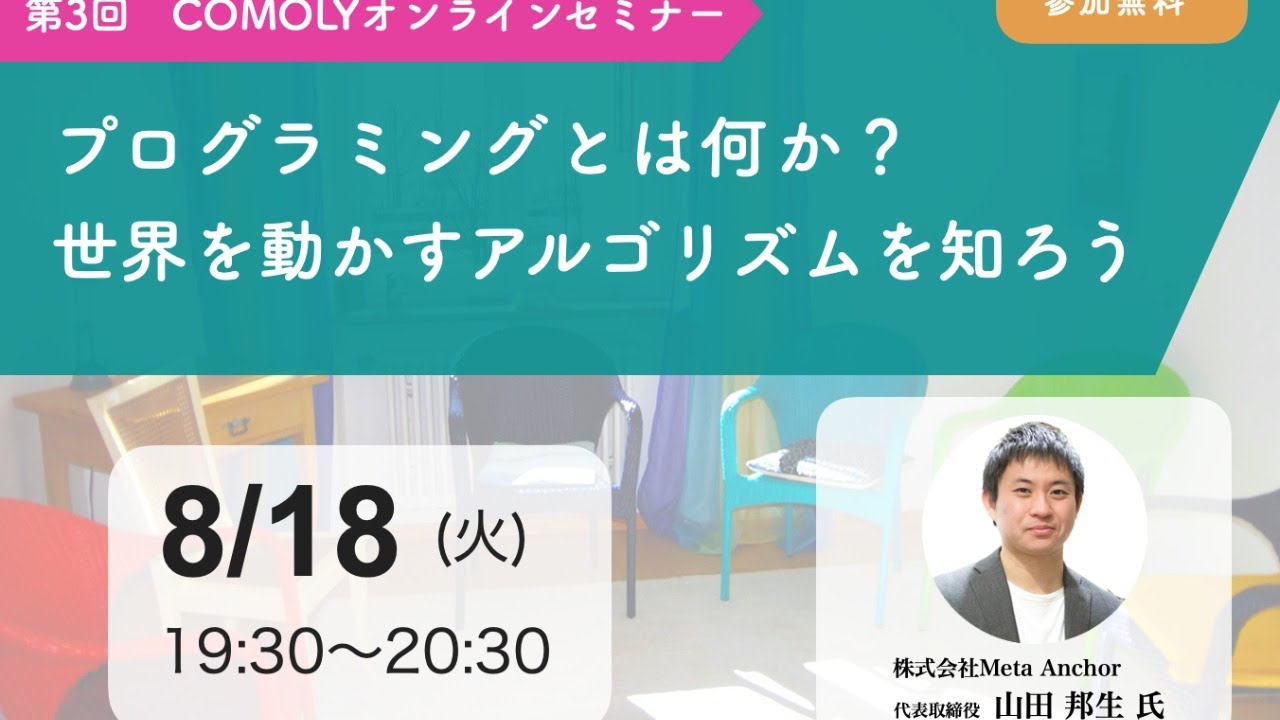 第3回　COMOLYオンラインセミナー
参加無料
プログラミングとは何か？
世界を動かすアルゴリズムを知ろう
8/18 (火)
19:30〜20:30
株式会社Meta Anchor
代表取締役 山田 邦生 氏